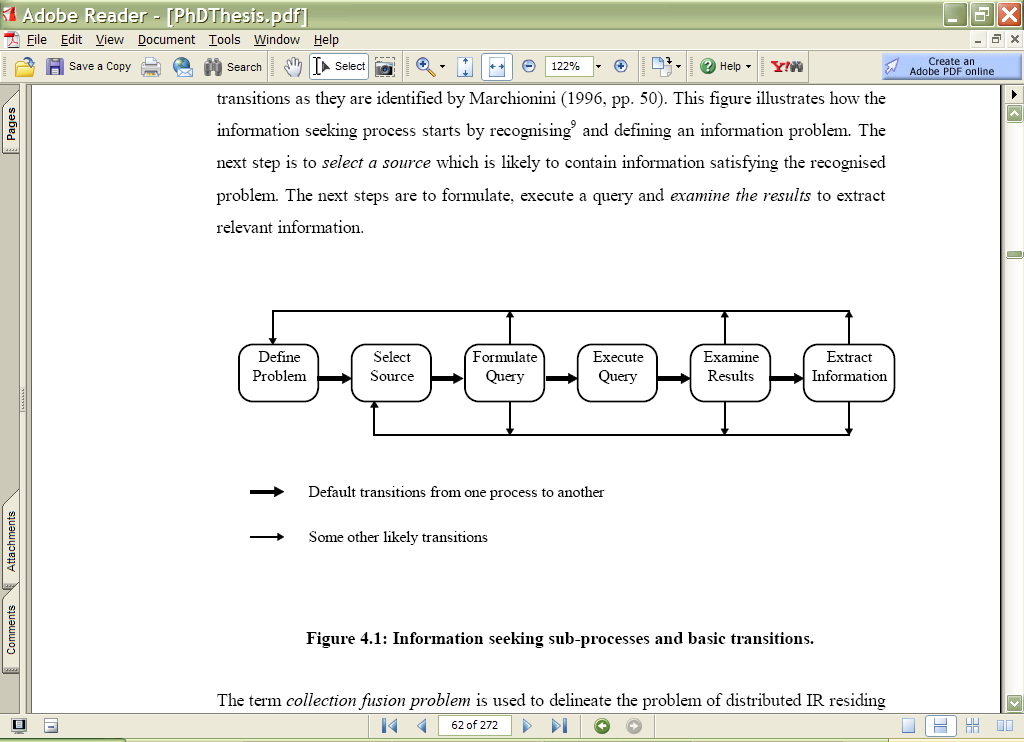 Adobe Reader - [PhDThesis.pdf]
File Edit View Document Tools Window Help
Save a Copy Search Select 122% Help Y! Create an
Adobe PDF online
Pages
Attachments
Comments
transitions as they are identified by Marchionini (1996, pp. 50). This figure illustrates how the
information seeking process starts by recognising9 and defining an information problem. The
next step is to select a source which is likely to contain information satisfying the recognised
problem. The next steps are to formulate, execute a query and examine the results to extract
relevant information.
Define
Problem
Select
Source
Formulate
Query
Execute
Query
Examine
Results
Extract
Information
Default transitions from one process to another
Some other likely transitions
Figure 4.1: Information seeking sub-processes and basic transitions.
The term collection fusion problem is used to delineate the problem of distributed IR residing
62 of 272